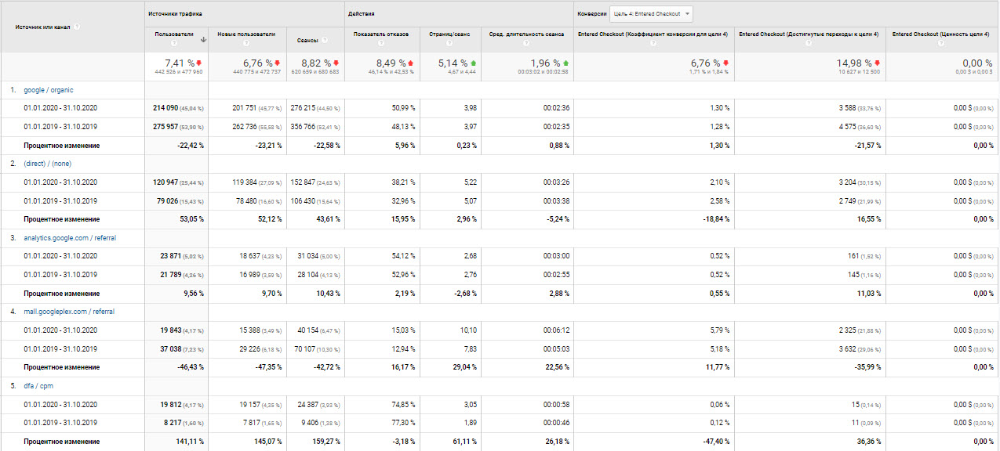 Источники трафика Действия Конверсии Цель 4: Entered Checkout
Источник или канал ?
Пользователи ? Новые пользователи ? Сеансы ? Показатель отказов ? Страниц/сеанс ? Сред. длительность сеанса ? Entered Checkout (Коэффициент конверсии для цели 4) ? Entered Checkout (Достигнутые переходы к цели 4) ? Entered Checkout (Ценность цели 4) ?
7,41 % 6,76 % 8,82 % 8,49 % 5,14 % 1,96 % 6,76 % 14,98 % 0,00 %
442 526 и 477 960 440 775 и 472 737 620 659 и 680 683 46,14 % и 42,53 % 4,67 и 4,44 00:03:02 и 00:02:58 1,71 % и 1,84 % 10 627 и 12 500 0,00 $ и 0,00 $
1. google / organic
01.01.2020 - 31.10.2020 214 090 (45,04 %) 201 751 (45,77 %) 276 215 (44,50 %) 50,99 % 3,98 00:02:36 1,30 % 3 588 (33,76 %) 0,00 $ (0,00 %)
01.01.2019 - 31.10.2019 275 957 (53,90 %) 262 736 (55,58 %) 356 766 (52,41 %) 48,13 % 3,97 00:02:35 1,28 % 4 575 (36,60 %) 0,00 $ (0,00 %)
Процентное изменение -22,42 % -23,21 % -22,58 % 5,96 % 0,23 % 0,88 % 1,30 % -21,57 % 0,00 %
2. (direct) / (none)
01.01.2020 - 31.10.2020 120 947 (25,44 %) 119 384 (27,09 %) 152 847 (24,63 %) 38,21 % 5,22 00:03:26 2,10 % 3 204 (30,15 %) 0,00 $ (0,00 %)
01.01.2019 - 31.10.2019 79 026 (15,43 %) 78 480 (16,60 %) 106 430 (15,64 %) 32,96 % 5,07 00:03:38 2,58 % 2 749 (21,99 %) 0,00 $ (0,00 %)
Процентное изменение 53,05 % 52,12 % 43,61 % 15,95 % 2,96 % -5,24 % -18,84 % 16,55 % 0,00 %
3. analytics.google.com / referral
01.01.2020 - 31.10.2020 23 871 (5,02 %) 18 637 (4,23 %) 31 034 (5,00 %) 54,12 % 2,68 00:03:00 0,52 % 161 (1,52 %) 0,00 $ (0,00 %)
01.01.2019 - 31.10.2019 21 789 (4,26 %) 16 989 (3,59 %) 28 104 (4,13 %) 52,96 % 2,76 00:02:55 0,52 % 145 (1,16 %) 0,00 $ (0,00 %)
Процентное изменение 9,56 % 9,70 % 10,43 % 2,19 % -2,68 % 2,88 % 0,55 % 11,03 % 0,00 %
4. mall.googleplex.com / referral
01.01.2020 - 31.10.2020 19 843 (4,17 %) 15 388 (3,49 %) 40 154 (6,47 %) 15,03 % 10,10 00:06:12 5,79 % 2 325 (21,88 %) 0,00 $ (0,00 %)
01.01.2019 - 31.10.2019 37 038 (7,23 %) 29 226 (6,18 %) 70 107 (10,30 %) 12,94 % 7,83 00:05:03 5,18 % 3 632 (29,06 %) 0,00 $ (0,00 %)
Процентное изменение -46,43 % -47,35 % -42,72 % 16,17 % 29,04 % 22,56 % 11,77 % -35,99 % 0,00 %
5. dfa / cpm
01.01.2020 - 31.10.2020 19 812 (4,17 %) 19 157 (4,35 %) 24 387 (3,93 %) 74,85 % 3,05 00:00:58 0,06 % 15 (0,14 %) 0,00 $ (0,00 %)
01.01.2019 - 31.10.2019 8 217 (1,60 %) 7 817 (1,65 %) 9 406 (1,38 %) 77,30 % 1,89 00:00:46 0,12 % 11 (0,09 %) 0,00 $ (0,00 %)
Процентное изменение 141,11 % 145,07 % 159,27 % -3,18 % 61,11 % 26,18 % -47,40 % 36,36 % 0,00 %